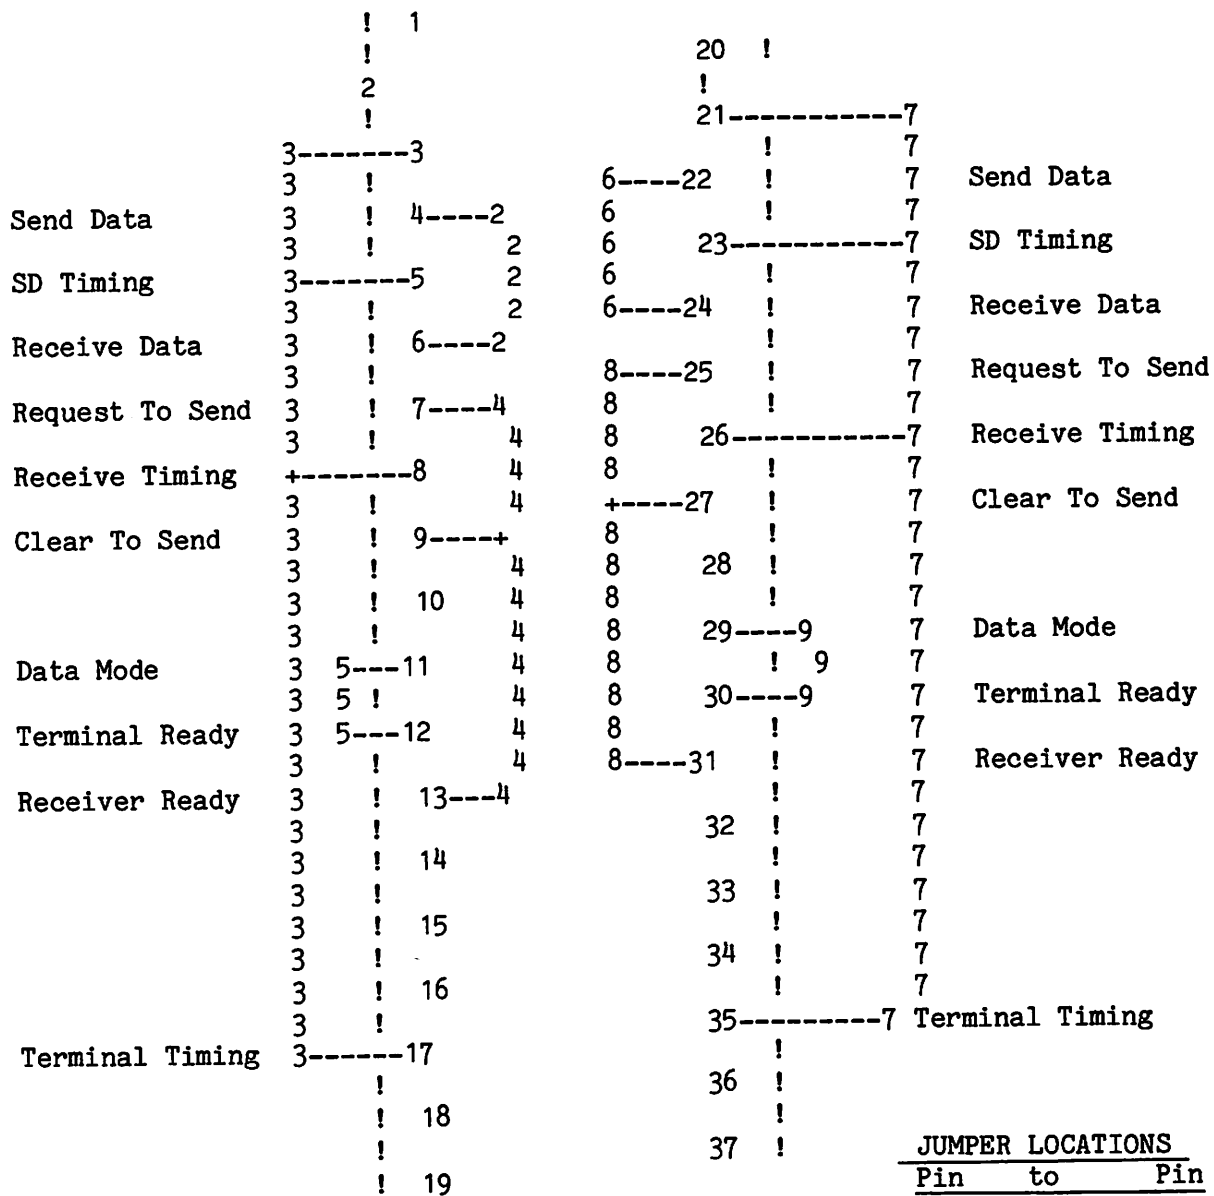 ! 1
! 20 !
2 !
! 21-----------7
3-------3 ! 7
3 ! 6----22 ! 7 Send Data
Send Data 3 ! 4----2 6 ! 7
3 ! 2 6 23-----------7 SD Timing
SD Timing 3-------5 2 6 ! 7
3 ! 2 6----24 ! 7 Receive Data
Receive Data 3 ! 6----2 ! 7
3 ! 8----25 ! 7 Request To Send
Request To Send 3 ! 7----4 8 ! 7
3 ! 4 8 26-----------7 Receive Timing
Receive Timing +-------8 4 8 ! 7
3 ! 4 +----27 ! 7 Clear To Send
Clear To Send 3 ! 9----+ 8 ! 7
3 ! 4 8 28 ! 7
3 ! 10 4 8 ! 7
3 ! 4 8 29----9 7 Data Mode
Data Mode 3 5---11 4 8 ! 9 7
3 5 ! 4 8 30----9 7 Terminal Ready
Terminal Ready 3 5---12 4 8 ! 7
3 ! 4 8----31 ! 7 Receiver Ready
Receiver Ready 3 ! 13---4 ! 7
3 ! 32 ! 7
3 ! 14 ! 7
3 ! 33 ! 7
3 ! 15 ! 7
3 ! 34 ! 7
3 ! 16 ! 7
3 ! 35---------7 Terminal Timing
Terminal Timing 3------17 !
! 36 !
! 18 !
! 37 ! JUMPER LOCATIONS
! 19 Pin to Pin